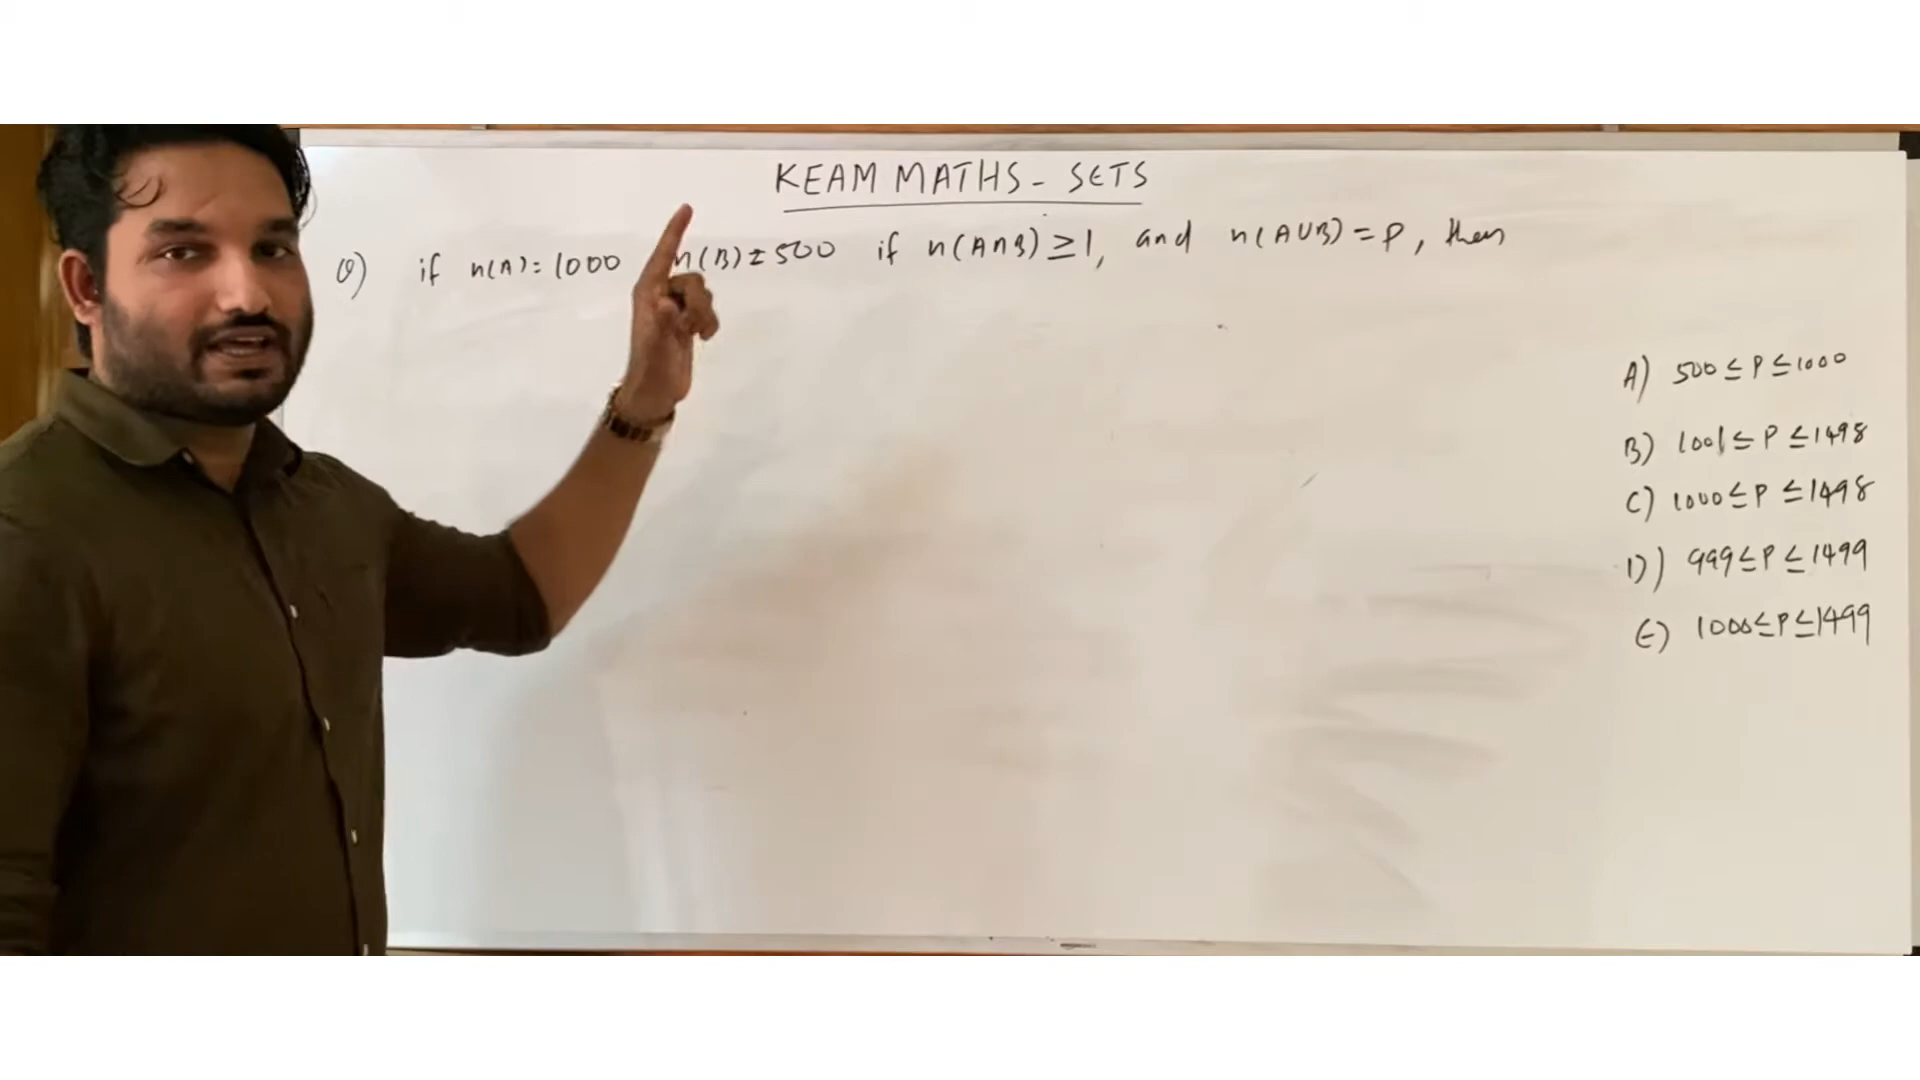 KEAM MATHS - SETS
Q) if n(A) = 1000 n(B) = 500 if n(A∩B) ≥ 1, and n(A∪B) = P, then
A) 500 ≤ P ≤ 1000
B) 1001 ≤ P ≤ 1498
C) 1000 ≤ P ≤ 1498
D) 999 ≤ P ≤ 1499
E) 1000 ≤ P ≤ 1499